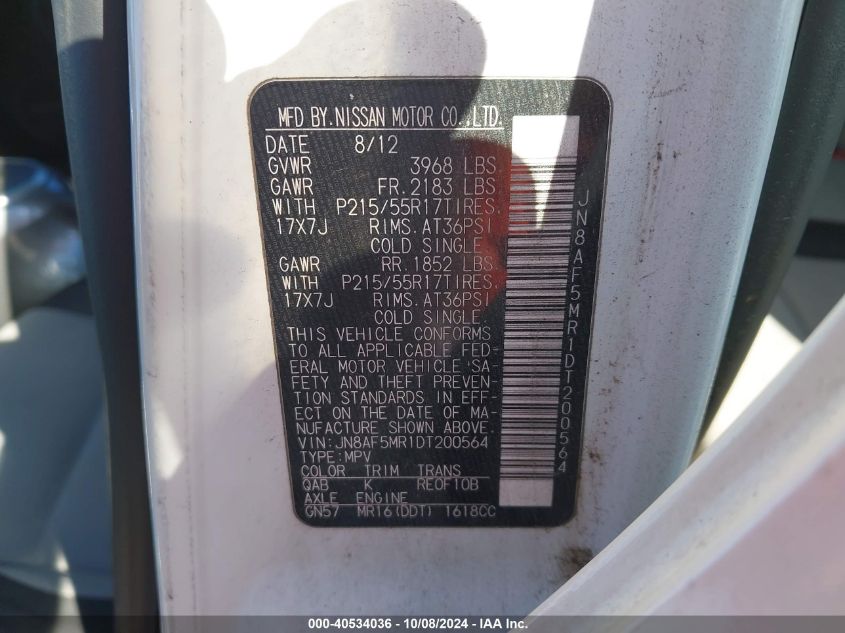 MFD BY.NISSAN MOTOR CO.,LTD.
DATE 8/12
GVWR 3968 LBS
GAWR FR.2183 LBS
WITH P215/55R17TIRES.
17X7J RIMS.AT36PSI
COLD SINGLE.
GAWR RR.1852 LBS
WITH P215/55R17TIRES.
17X7J RIMS.AT36PSI
COLD SINGLE.
THIS VEHICLE CONFORMS
TO ALL APPLICABLE FED-
ERAL MOTOR VEHICLE SA-
FETY AND THEFT PREVEN-
TION STANDARDS IN EFF-
ECT ON THE DATE OF MA-
NUFACTURE SHOWN ABOVE.
VIN:JN8AF5MR1DT200564
TYPE:MPV
COLOR TRIM TRANS
QAB K RE0F10B
AXLE ENGINE
GN57 MR16(DDT) 1618CC
JN8AF5MR1DT200564
000-40534036 - 10/08/2024 - IAA Inc.